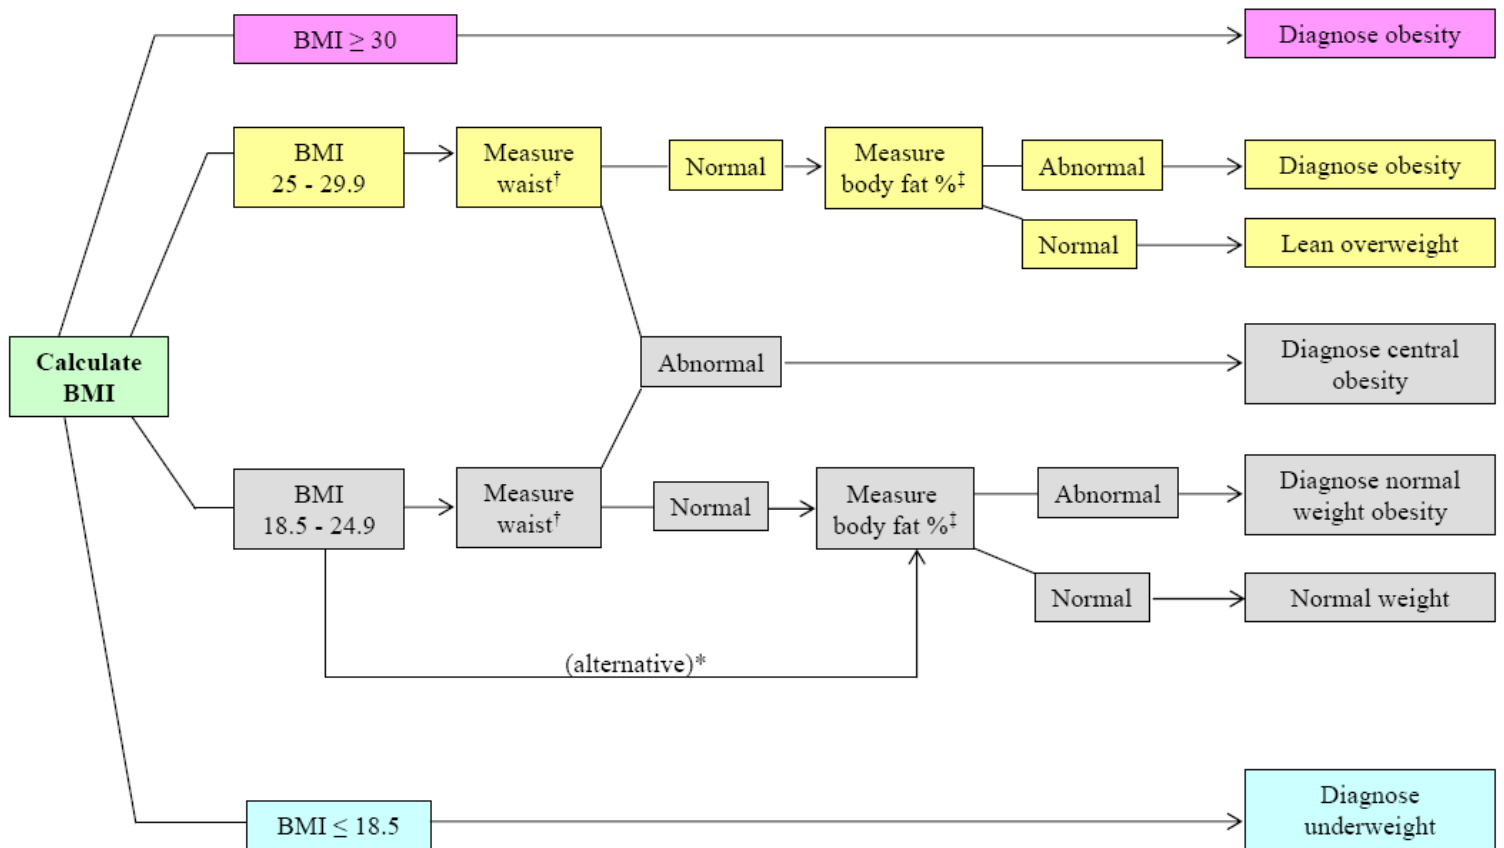 BMI ≥ 30
Diagnose obesity
BMI
25 - 29.9
Measure
waist†
Normal
Measure
body fat %‡
Abnormal
Diagnose obesity
Normal
Lean overweight
Calculate
BMI
Abnormal
Diagnose central
obesity
BMI
18.5 - 24.9
Measure
waist†
Normal
Measure
body fat %‡
Abnormal
Diagnose normal
weight obesity
Normal
Normal weight
(alternative)*
BMI ≤ 18.5
Diagnose
underweight